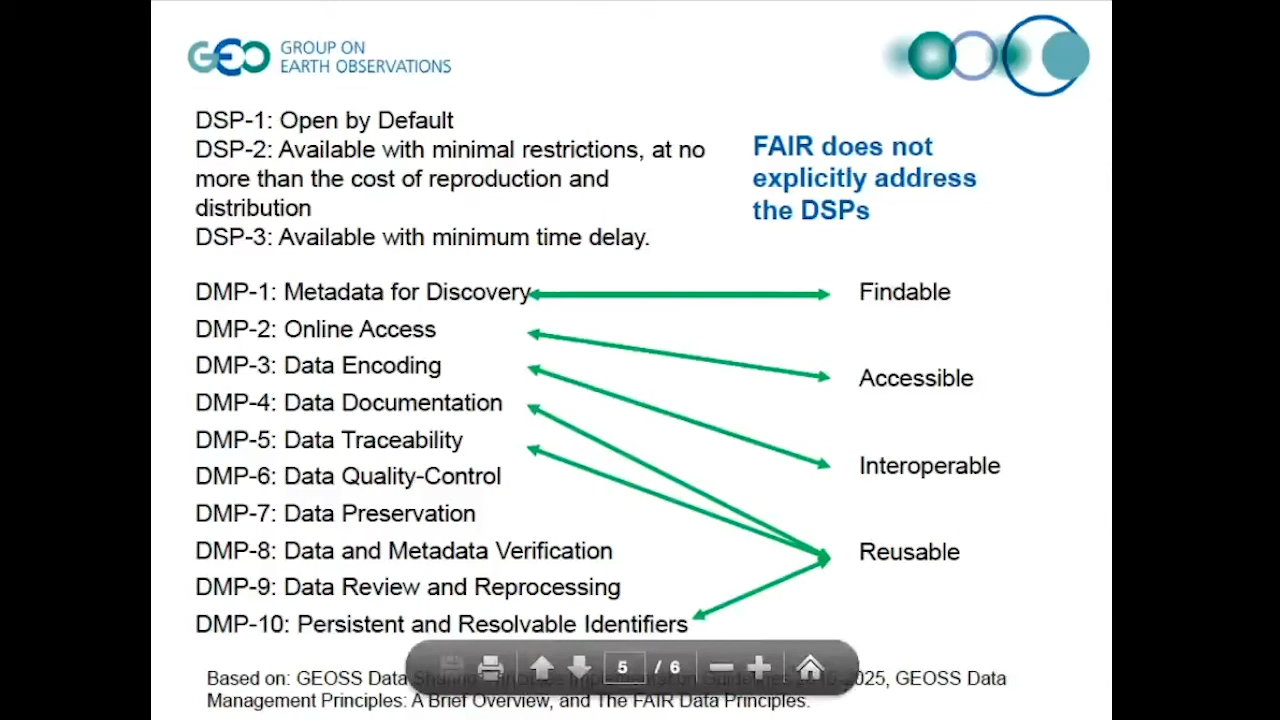 GEO GROUP ON
EARTH OBSERVATIONS
DSP-1: Open by Default
DSP-2: Available with minimal restrictions, at no
more than the cost of reproduction and
distribution
DSP-3: Available with minimum time delay.
FAIR does not
explicitly address
the DSPs
DMP-1: Metadata for Discovery
DMP-2: Online Access
DMP-3: Data Encoding
DMP-4: Data Documentation
DMP-5: Data Traceability
DMP-6: Data Quality-Control
DMP-7: Data Preservation
DMP-8: Data and Metadata Verification
DMP-9: Data Review and Reprocessing
DMP-10: Persistent and Resolvable Identifiers
Findable
Accessible
Interoperable
Reusable
5 / 6
Based on: GEOSS Data 2025, GEOSS Data
Management Principles: A Brief Overview, and The FAIR Data Principles.